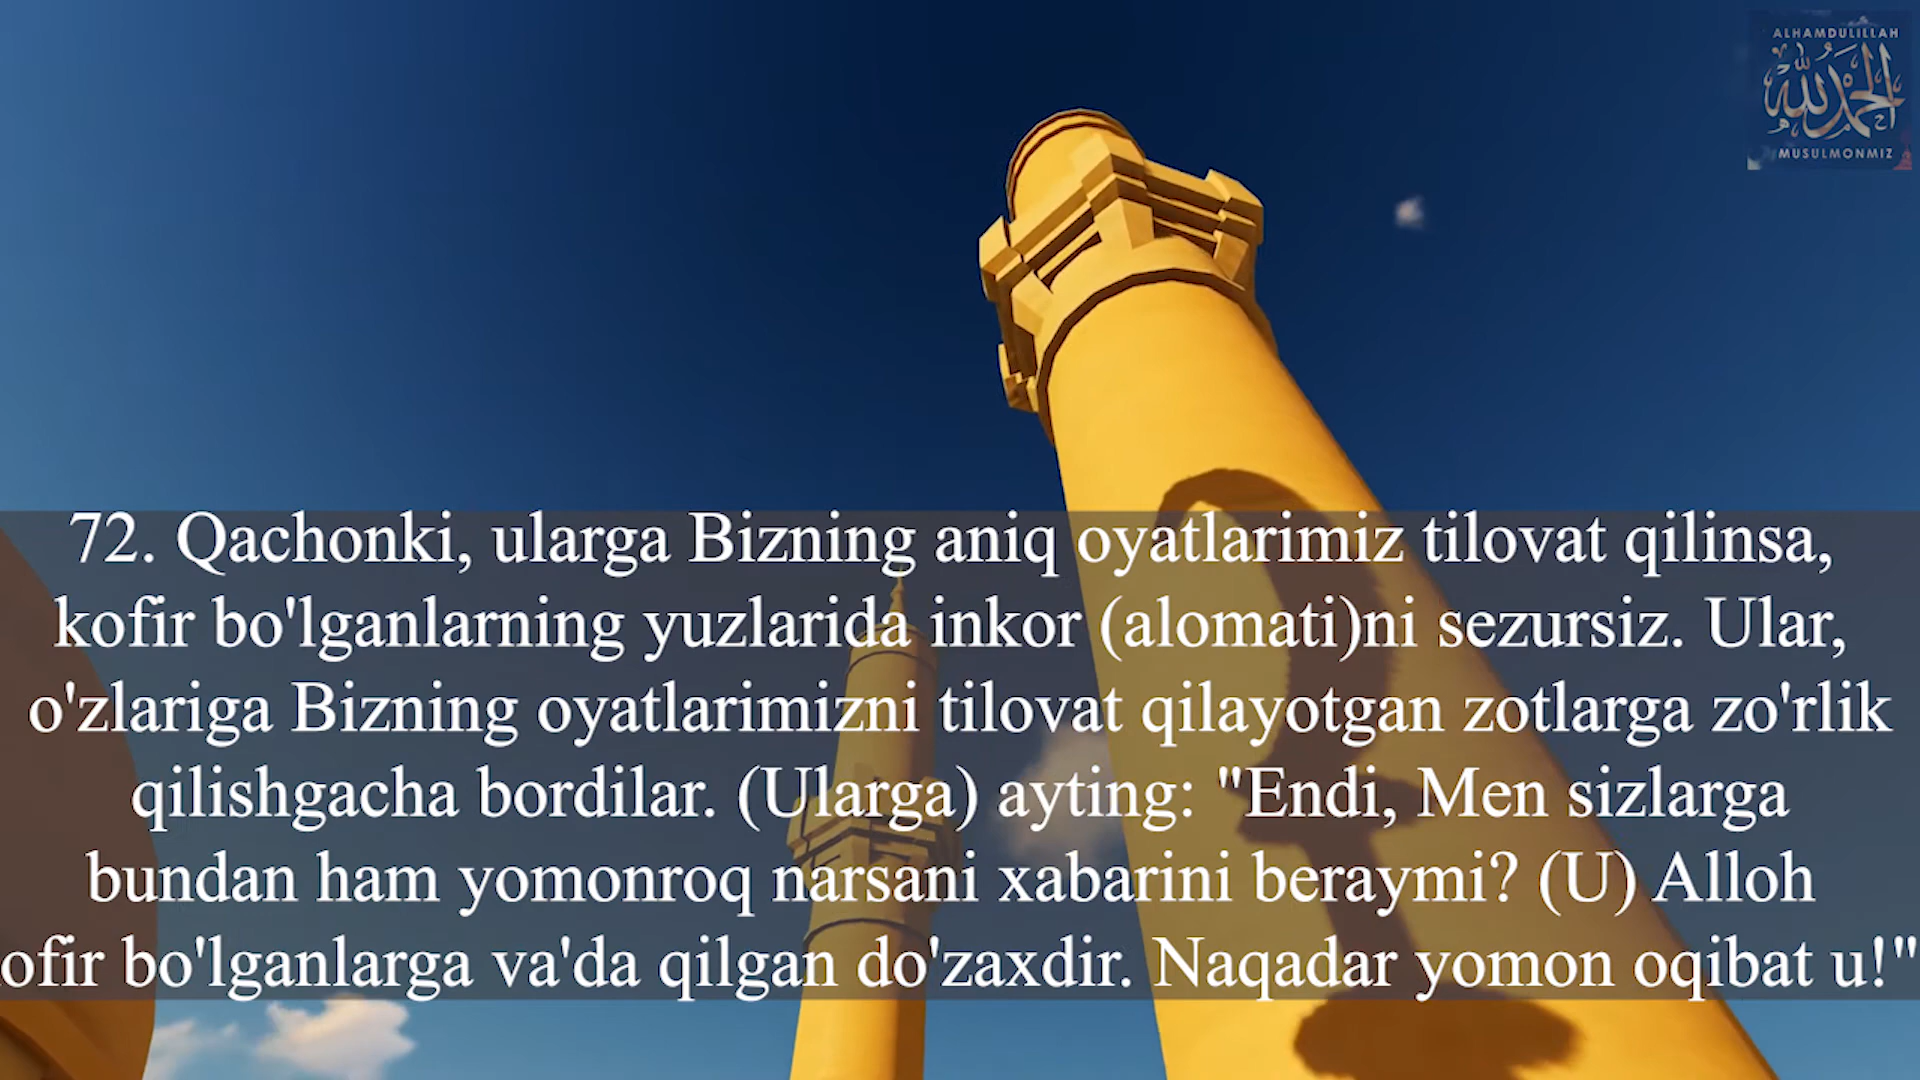 ALHAMDULILLAH
الحمد لله
MUSULMONMIZ
72. Qachonki, ularga Bizning aniq oyatlarimiz tilovat qilinsa,
kofir bo'lganlarning yuzlarida inkor (alomati)ni sezursiz. Ular,
o'zlariga Bizning oyatlarimizni tilovat qilayotgan zotlarga zo'rlik
qilishgacha bordilar. (Ularga) ayting: "Endi, Men sizlarga
bundan ham yomonroq narsani xabarini beraymi? (U) Alloh
ofir bo'lganlarga va'da qilgan do'zaxdir. Naqadar yomon oqibat u!"